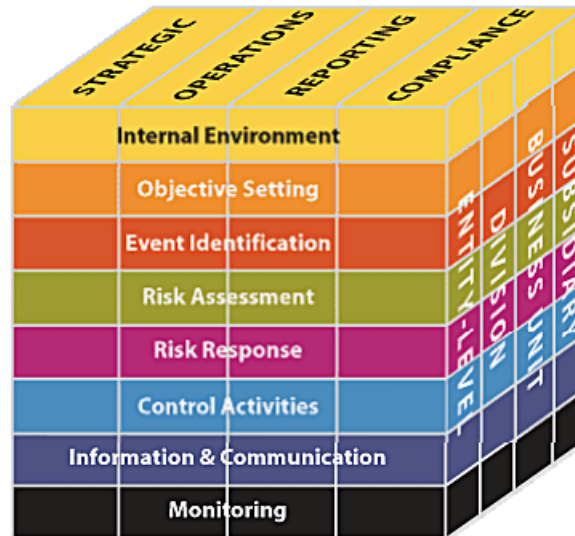 STRATEGIC
OPERATIONS
REPORTING
COMPLIANCE
Internal Environment
Objective Setting
Event Identification
Risk Assessment
Risk Response
Control Activities
Information & Communication
Monitoring
ENTITY-LEVEL
DIVISION
BUSINESS UNIT
SUBSIDIARY